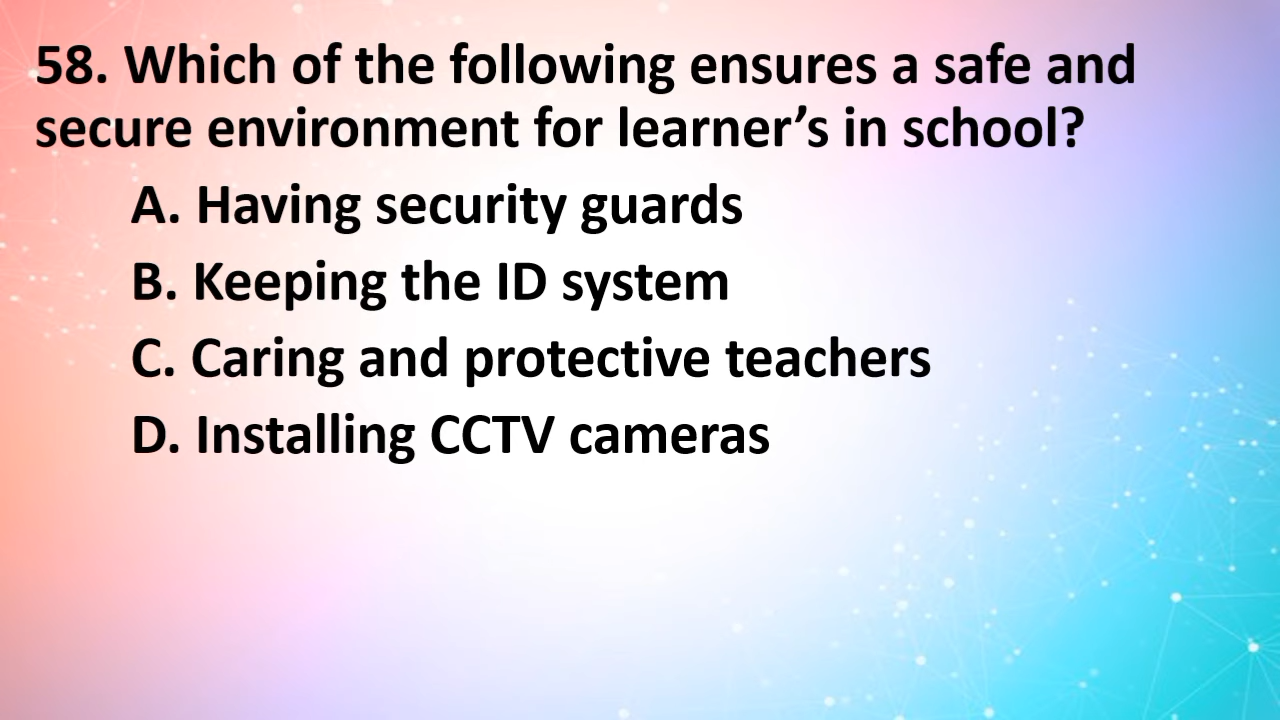 58. Which of the following ensures a safe and
secure environment for learner’s in school?
A. Having security guards
B. Keeping the ID system
C. Caring and protective teachers
D. Installing CCTV cameras